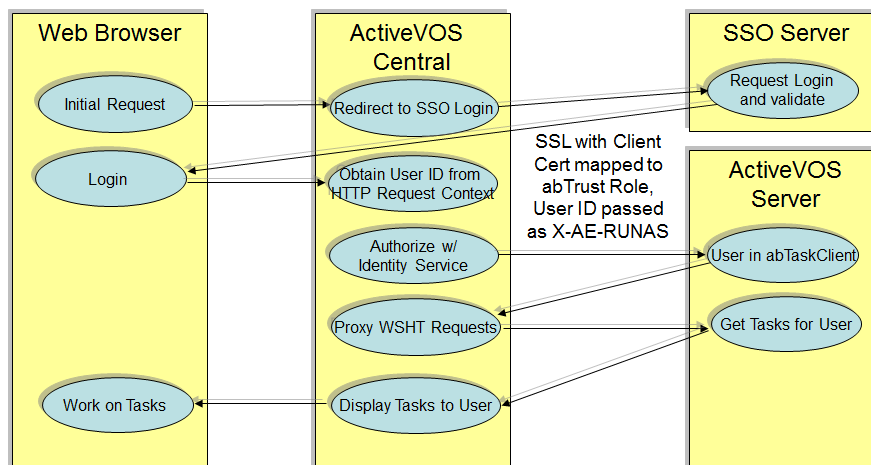 Web Browser
ActiveVOS
Central
SSO Server
Initial Request
Redirect to SSO Login
Request Login
and validate
SSL with Client
Cert mapped to
abTrust Role,
User ID passed
as X-AE-RUNAS
Login
Obtain User ID from
HTTP Request Context
ActiveVOS
Server
Authorize w/
Identity Service
User in abTaskClient
Proxy WSHT Requests
Get Tasks for User
Work on Tasks
Display Tasks to User